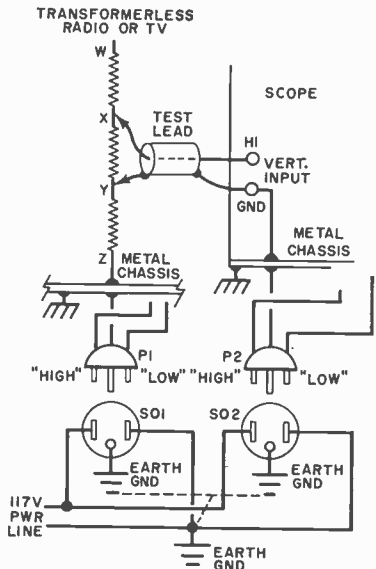 TRANSFORMERLESS
RADIO OR TV
W
X
Y
Z
TEST
LEAD
SCOPE
HI
VERT.
INPUT
GND
METAL
CHASSIS
METAL
CHASSIS
P1
"HIGH"
"LOW"
P2
"HIGH"
"LOW"
SO1
SO2
EARTH
GND
EARTH
GND
117V
PWR
LINE
EARTH
GND